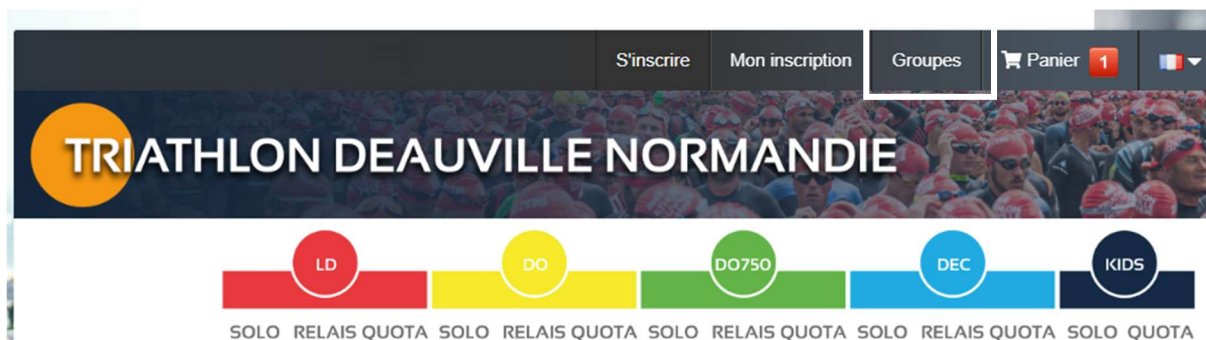 S'inscrire Mon inscription Groupes Panier 1
TRIATHLON DEAUVILLE NORMANDIE
LD DO DO750 DEC KIDS
SOLO RELAIS QUOTA SOLO RELAIS QUOTA SOLO RELAIS QUOTA SOLO RELAIS QUOTA SOLO QUOTA